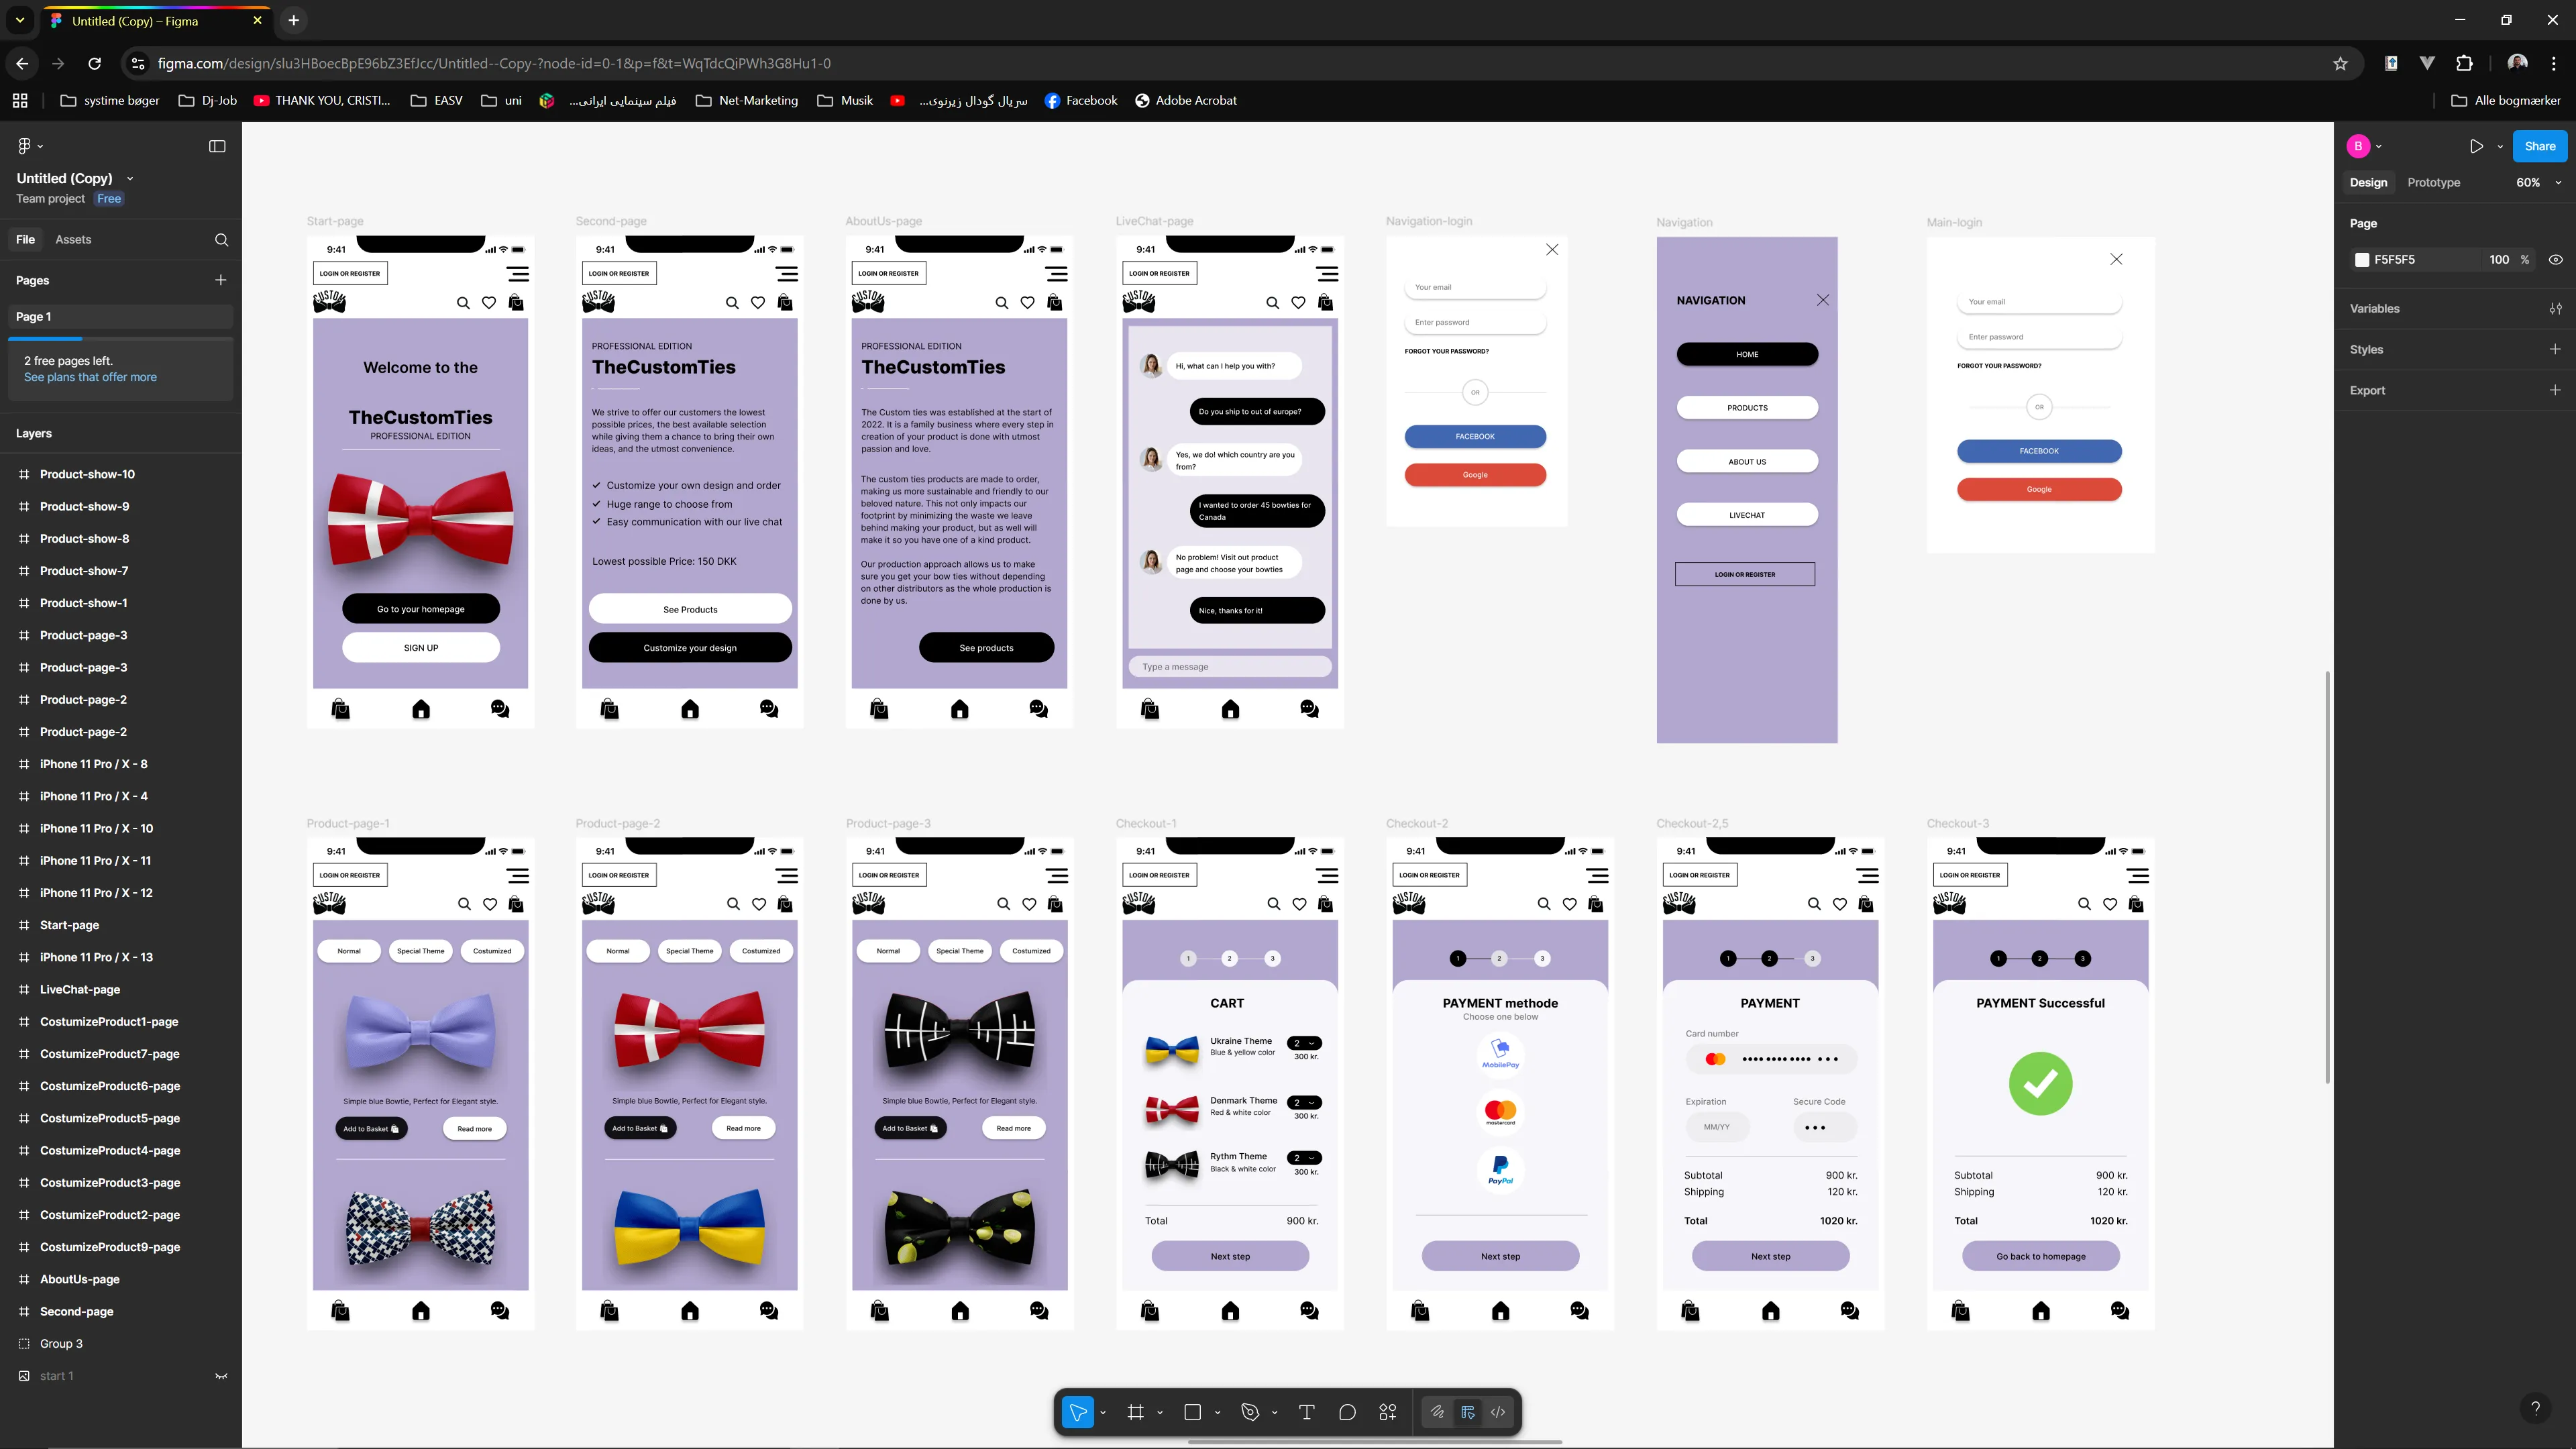 Untitled (Copy) – Figma
figma.com/design/slu3HBoecBpE96bZ3EfJcc/Untitled--Copy-?node-id=0-1&p=f&t=WqTdcQiPWh3G8Hu1-0
systime bøger
Dj-Job
THANK YOU, CRISTI...
EASV
uni
فیلم سینمایی ایرانی...
Net-Marketing
Musik
سریال گودال زیرنوی...
Facebook
Adobe Acrobat
Alle bogmærker
Untitled (Copy)
Team project Free
File Assets
Pages
Page 1
2 free pages left.
See plans that offer more
Layers
Product-show-10
Product-show-9
Product-show-8
Product-show-7
Product-show-1
Product-page-3
Product-page-3
Product-page-2
Product-page-2
iPhone 11 Pro / X - 8
iPhone 11 Pro / X - 4
iPhone 11 Pro / X - 10
iPhone 11 Pro / X - 11
iPhone 11 Pro / X - 12
Start-page
iPhone 11 Pro / X - 13
LiveChat-page
CostumizeProduct1-page
CostumizeProduct7-page
CostumizeProduct6-page
CostumizeProduct5-page
CostumizeProduct4-page
CostumizeProduct3-page
CostumizeProduct2-page
CostumizeProduct9-page
AboutUs-page
Second-page
Group 3
start 1
Start-page
9:41
LOGIN OR REGISTER
CUSTOM
Welcome to the
TheCustomTies
PROFESSIONAL EDITION
Go to your homepage
SIGN UP
Second-page
9:41
LOGIN OR REGISTER
CUSTOM
PROFESSIONAL EDITION
TheCustomTies
We strive to offer our customers the lowest
possible prices, the best available selection
while giving them a chance to bring their own
ideas, and the utmost convenience.
Customize your own design and order
Huge range to choose from
Easy communication with our live chat
Lowest possible Price: 150 DKK
See Products
Customize your design
AboutUs-page
9:41
LOGIN OR REGISTER
CUSTOM
PROFESSIONAL EDITION
TheCustomTies
The Custom ties was established at the start of
2022. It is a family business where every step in
creation of your product is done with utmost
passion and love.
The custom ties products are made to order,
making us more sustainable and friendly to our
beloved nature. This not only impacts our
footprint by minimizing the waste we leave
behind making your product, but as well will
make it so you have one of a kind product.
Our production approach allows us to make
sure you get your bow ties without depending
on other distributors as the whole production is
done by us.
See products
LiveChat-page
9:41
LOGIN OR REGISTER
CUSTOM
Hi, what can I help you with?
Do you ship to out of europe?
Yes, we do! which country are you
from?
I wanted to order 45 bowties for
Canada
No problem! Visit out product
page and choose your bowties
Nice, thanks for it!
Type a message
Navigation-login
Your email
Enter password
FORGOT YOUR PASSWORD?
OR
FACEBOOK
Google
Navigation
NAVIGATION
HOME
PRODUCTS
ABOUT US
LIVECHAT
LOGIN OR REGISTER
Main-login
Your email
Enter password
FORGOT YOUR PASSWORD?
OR
FACEBOOK
Google
Product-page-1
9:41
LOGIN OR REGISTER
CUSTOM
Normal Special Theme Costumized
Simple blue Bowtie, Perfect for Elegant style.
Add to Basket Read more
Product-page-2
9:41
LOGIN OR REGISTER
CUSTOM
Normal Special Theme Costumized
Simple blue Bowtie, Perfect for Elegant style.
Add to Basket Read more
Product-page-3
9:41
LOGIN OR REGISTER
CUSTOM
Normal Special Theme Costumized
Simple blue Bowtie, Perfect for Elegant style.
Add to Basket Read more
Checkout-1
9:41
LOGIN OR REGISTER
CUSTOM
1 2 3
CART
Ukraine Theme 2
Blue & yellow color 300 kr.
Denmark Theme 2
Red & white color 300 kr.
Rythm Theme 2
Black & white color 300 kr.
Total 900 kr.
Next step
Checkout-2
9:41
LOGIN OR REGISTER
CUSTOM
1 2 3
PAYMENT methode
Choose one below
MobilePay
mastercard
PayPal
Next step
Checkout-2,5
9:41
LOGIN OR REGISTER
CUSTOM
1 2 3
PAYMENT
Card number
Expiration Secure Code
MM/YY
Subtotal 900 kr.
Shipping 120 kr.
Total 1020 kr.
Next step
Checkout-3
9:41
LOGIN OR REGISTER
CUSTOM
1 2 3
PAYMENT Successful
Subtotal 900 kr.
Shipping 120 kr.
Total 1020 kr.
Go back to homepage
B
Share
Design Prototype 60%
Page
F5F5F5 100 %
Variables
Styles
Export
?